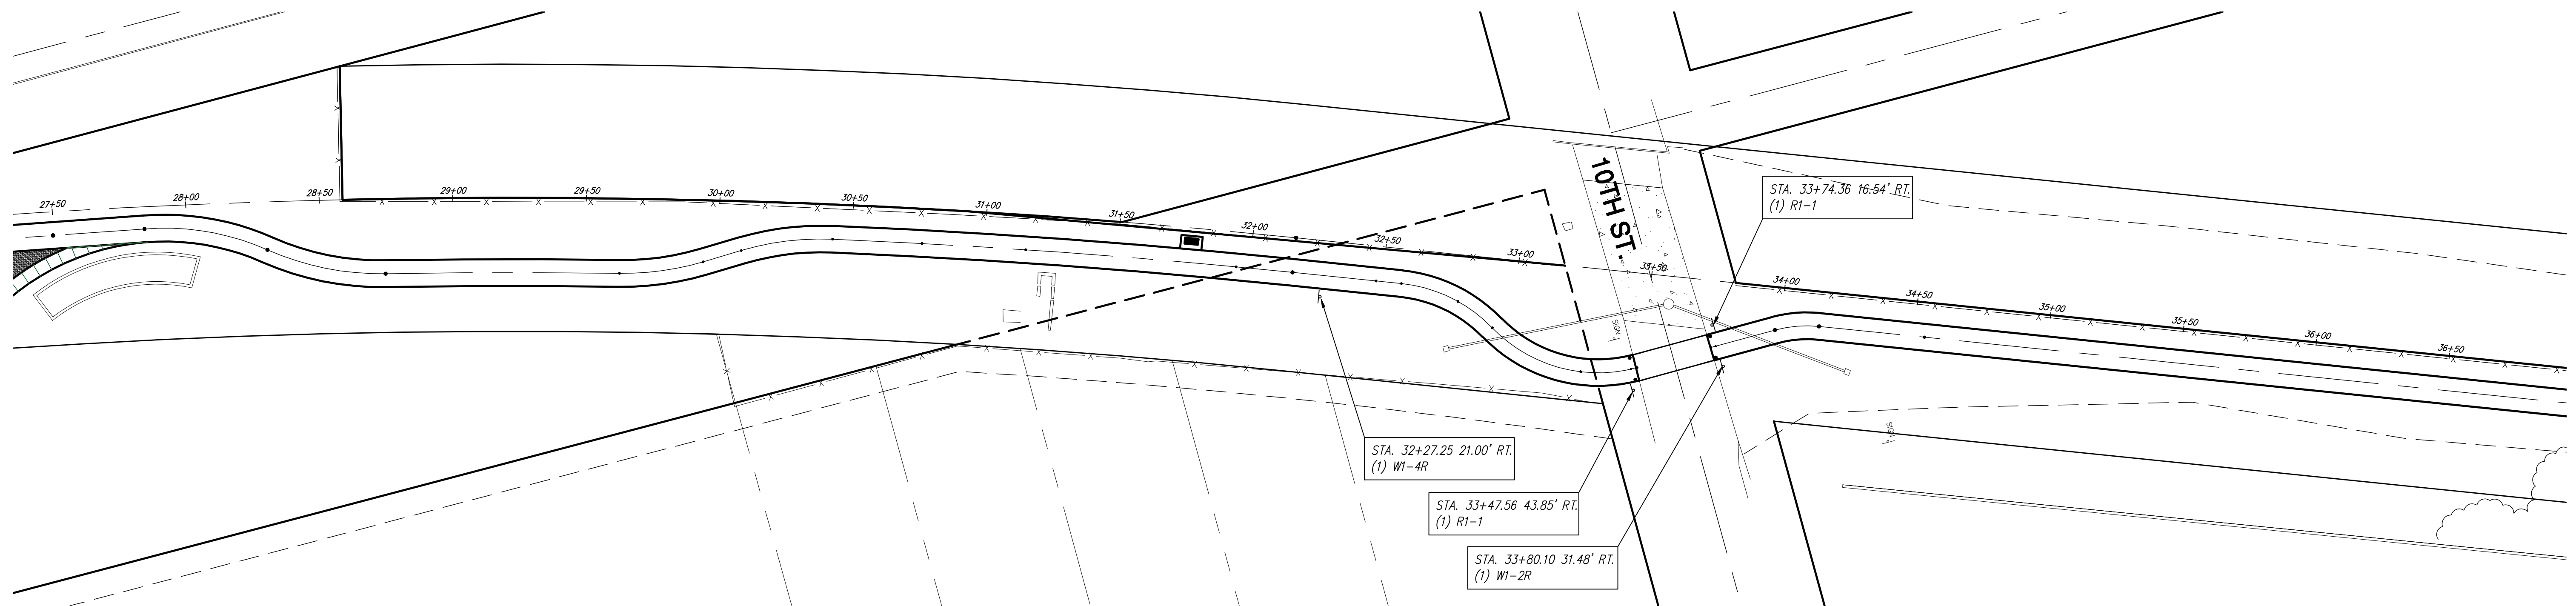 27+50
28+00
28+50
29+00
29+50
30+00
30+50
31+00
31+50
32+00
32+50
33+00
33+50
34+00
34+50
35+00
35+50
36+00
36+50
10TH ST.
STA. 33+74.36 16.54' RT.
(1) R1-1
SIGN
SIGN
STA. 32+27.25 21.00' RT.
(1) W1-4R
STA. 33+47.56 43.85' RT.
(1) R1-1
STA. 33+80.10 31.48' RT.
(1) W1-2R